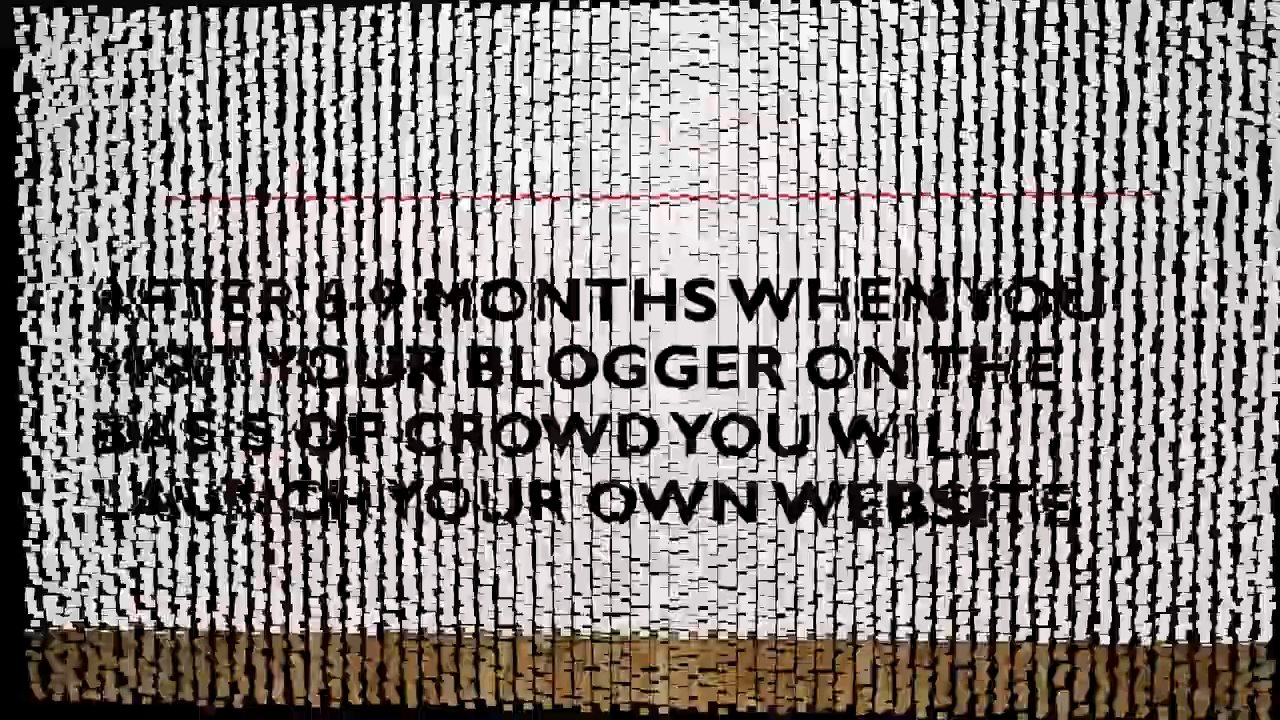 AFTER 6-9 MONTHS WHEN YOU
YOUR BLOGGER ON THE
BASIS OF CROWD YOU WILL
LAUNCH YOUR OWN WEBSITE